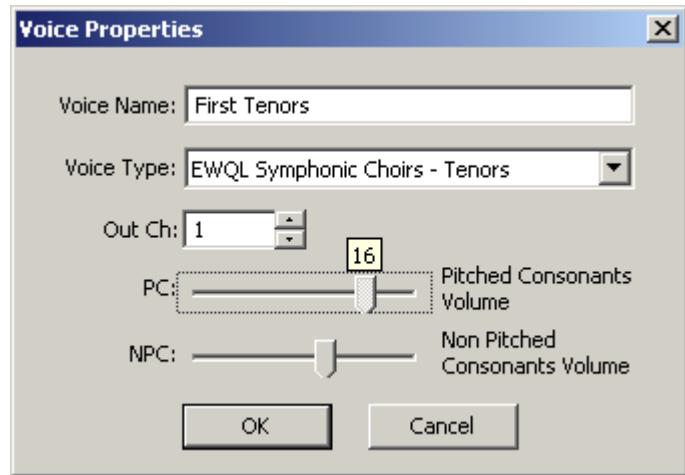 Voice Properties
Voice Name: First Tenors
Voice Type: EWQL Symphonic Choirs - Tenors
Out Ch: 1
16
PC: Pitched Consonants
Volume
NPC: Non Pitched
Consonants Volume
OK Cancel